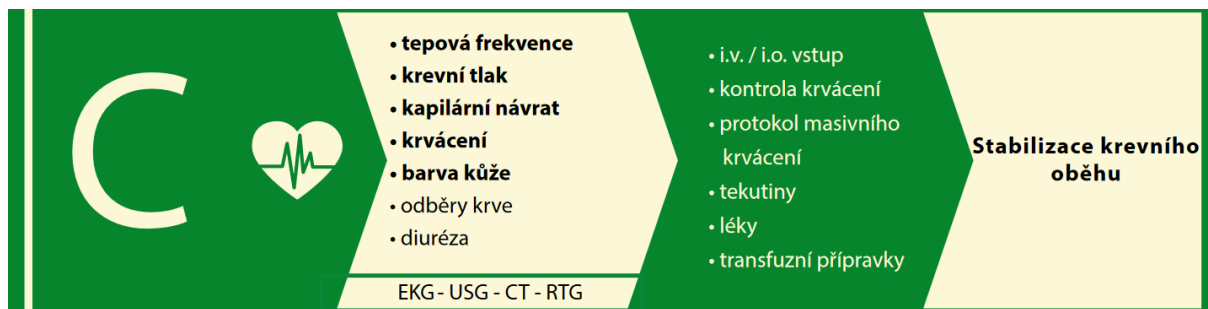 C
• tepová frekvence
• krevní tlak
• kapilární návrat
• krvácení
• barva kůže
• odběry krve
• diuréza
EKG - USG - CT - RTG
• i.v. / i.o. vstup
• kontrola krvácení
• protokol masivního
krvácení
• tekutiny
• léky
• transfuzní přípravky
Stabilizace krevního
oběhu